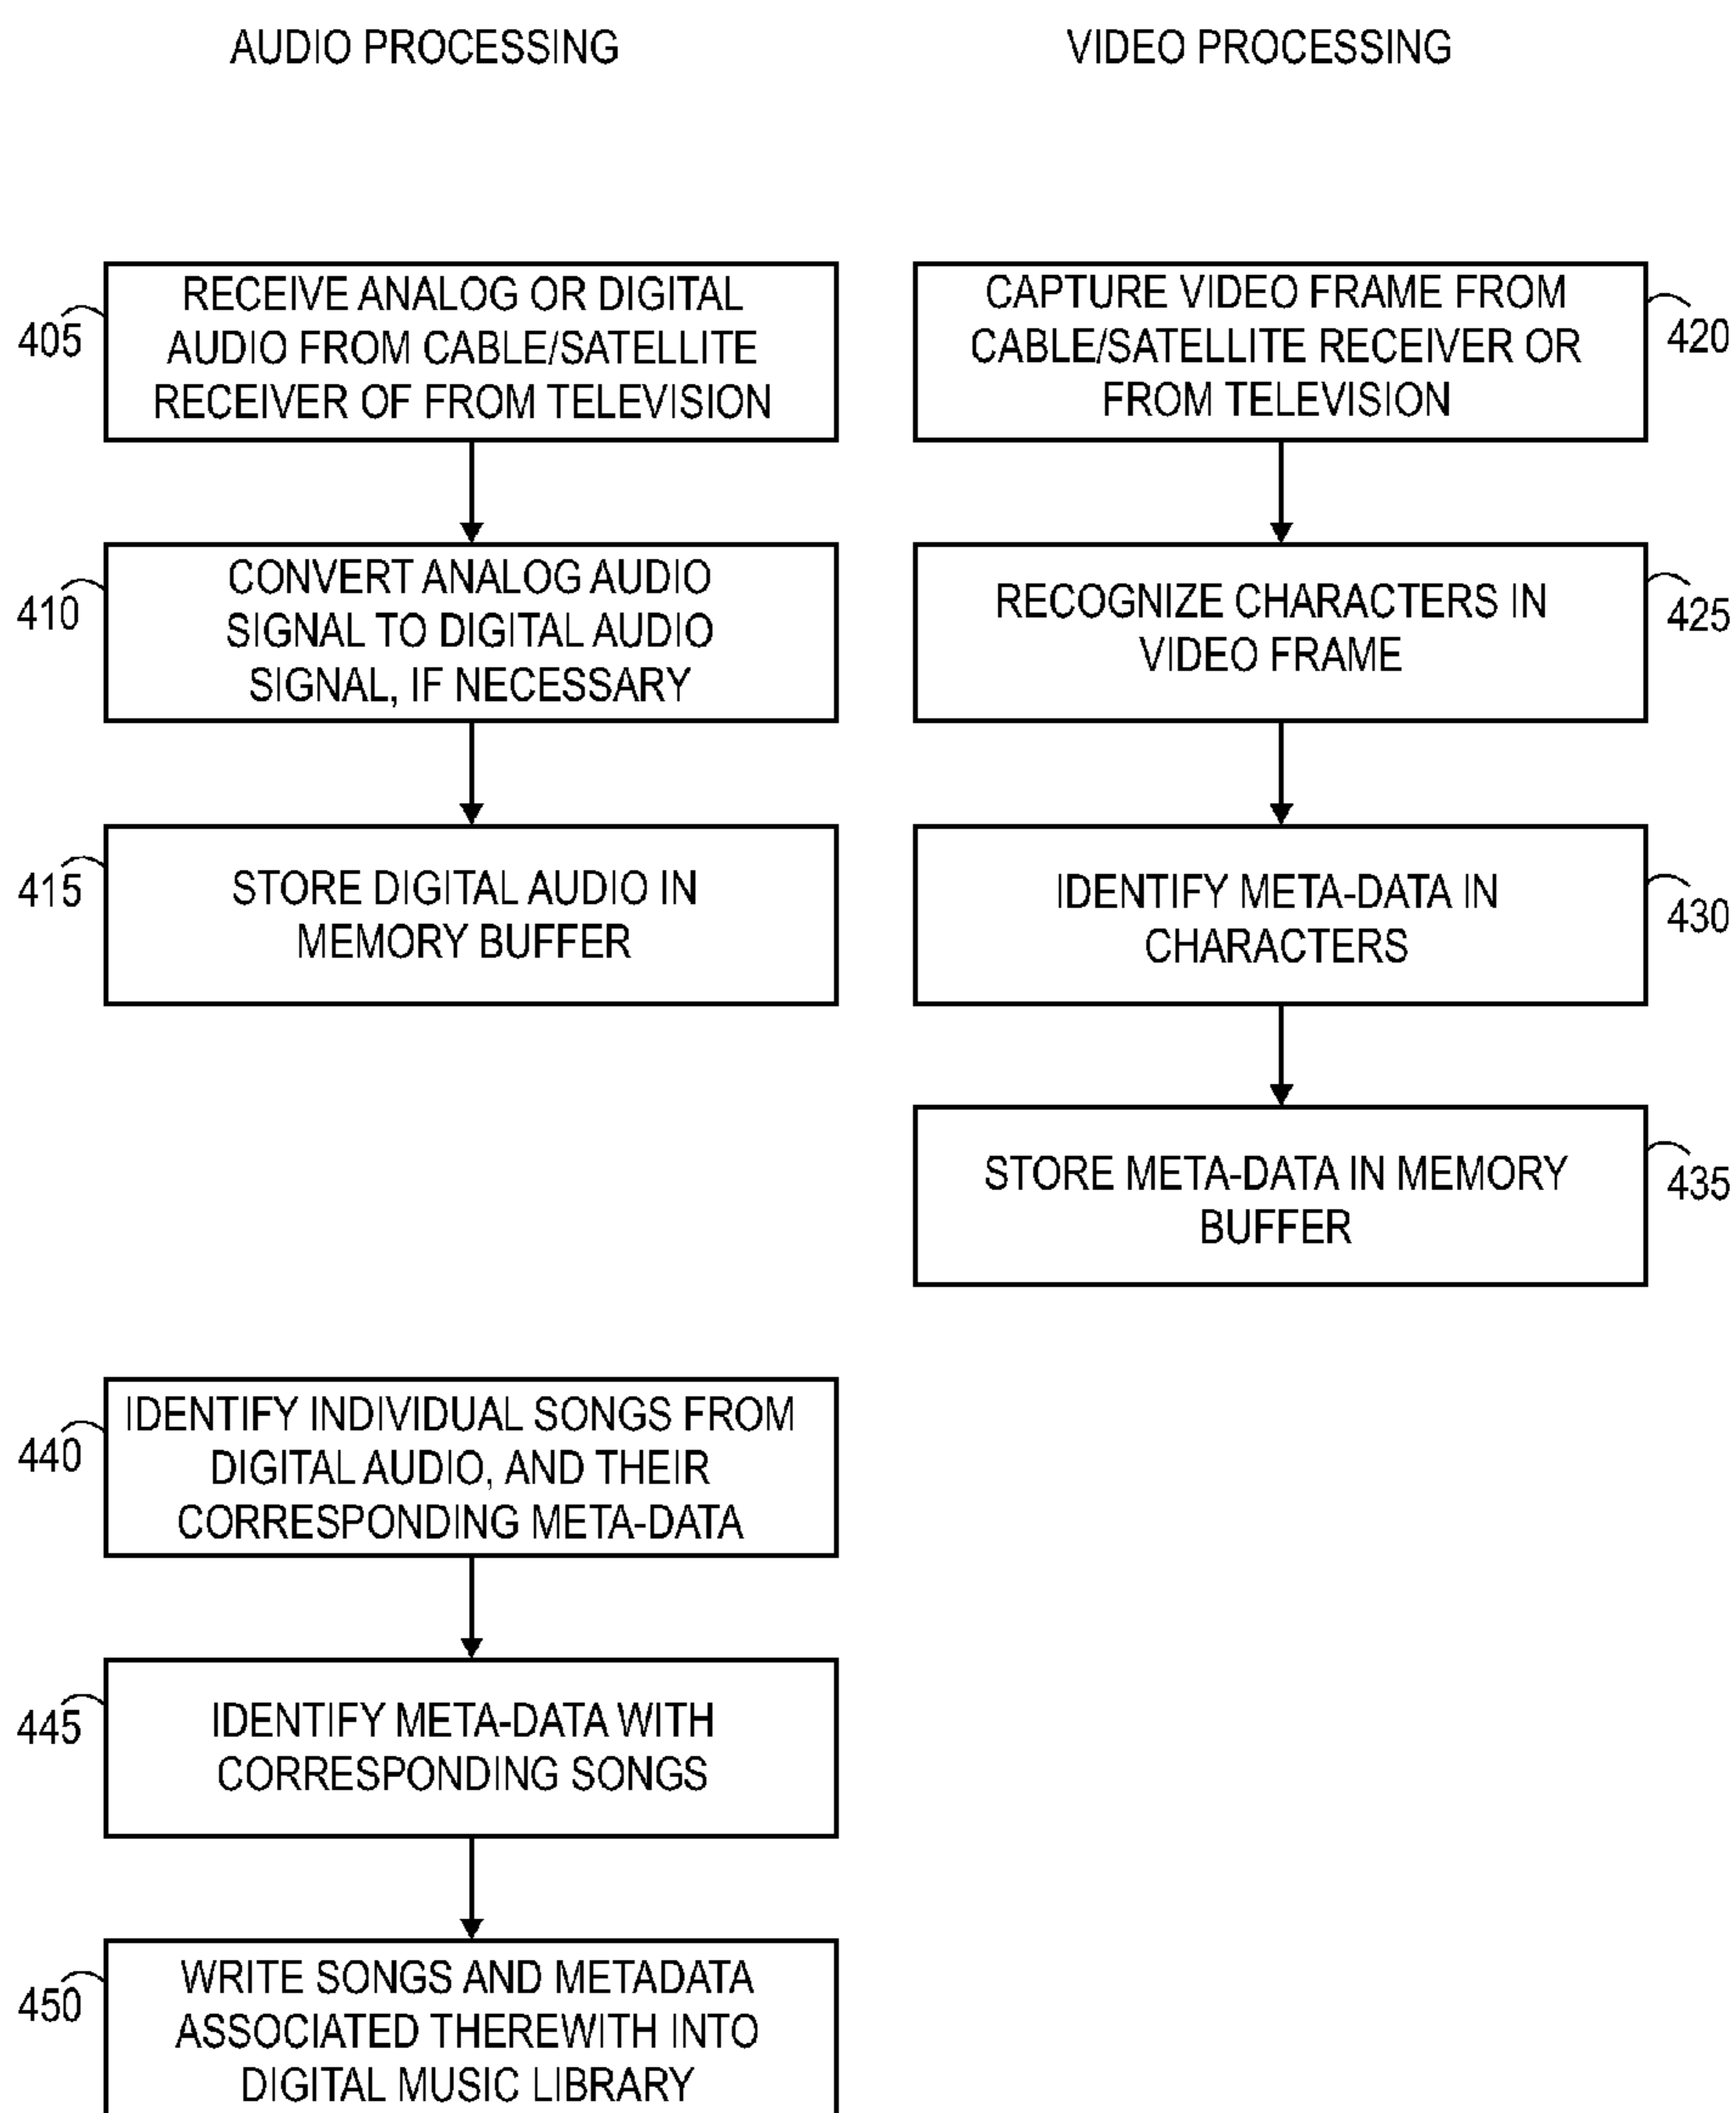 AUDIO PROCESSING
VIDEO PROCESSING
405
RECEIVE ANALOG OR DIGITAL
AUDIO FROM CABLE/SATELLITE
RECEIVER OF FROM TELEVISION
410
CONVERT ANALOG AUDIO
SIGNAL TO DIGITAL AUDIO
SIGNAL, IF NECESSARY
415
STORE DIGITAL AUDIO IN
MEMORY BUFFER
CAPTURE VIDEO FRAME FROM
CABLE/SATELLITE RECEIVER OR
FROM TELEVISION
420
RECOGNIZE CHARACTERS IN
VIDEO FRAME
425
IDENTIFY META-DATA IN
CHARACTERS
430
STORE META-DATA IN MEMORY
BUFFER
435
440
IDENTIFY INDIVIDUAL SONGS FROM
DIGITAL AUDIO, AND THEIR
CORRESPONDING META-DATA
445
IDENTIFY META-DATA WITH
CORRESPONDING SONGS
450
WRITE SONGS AND METADATA
ASSOCIATED THEREWITH INTO
DIGITAL MUSIC LIBRARY